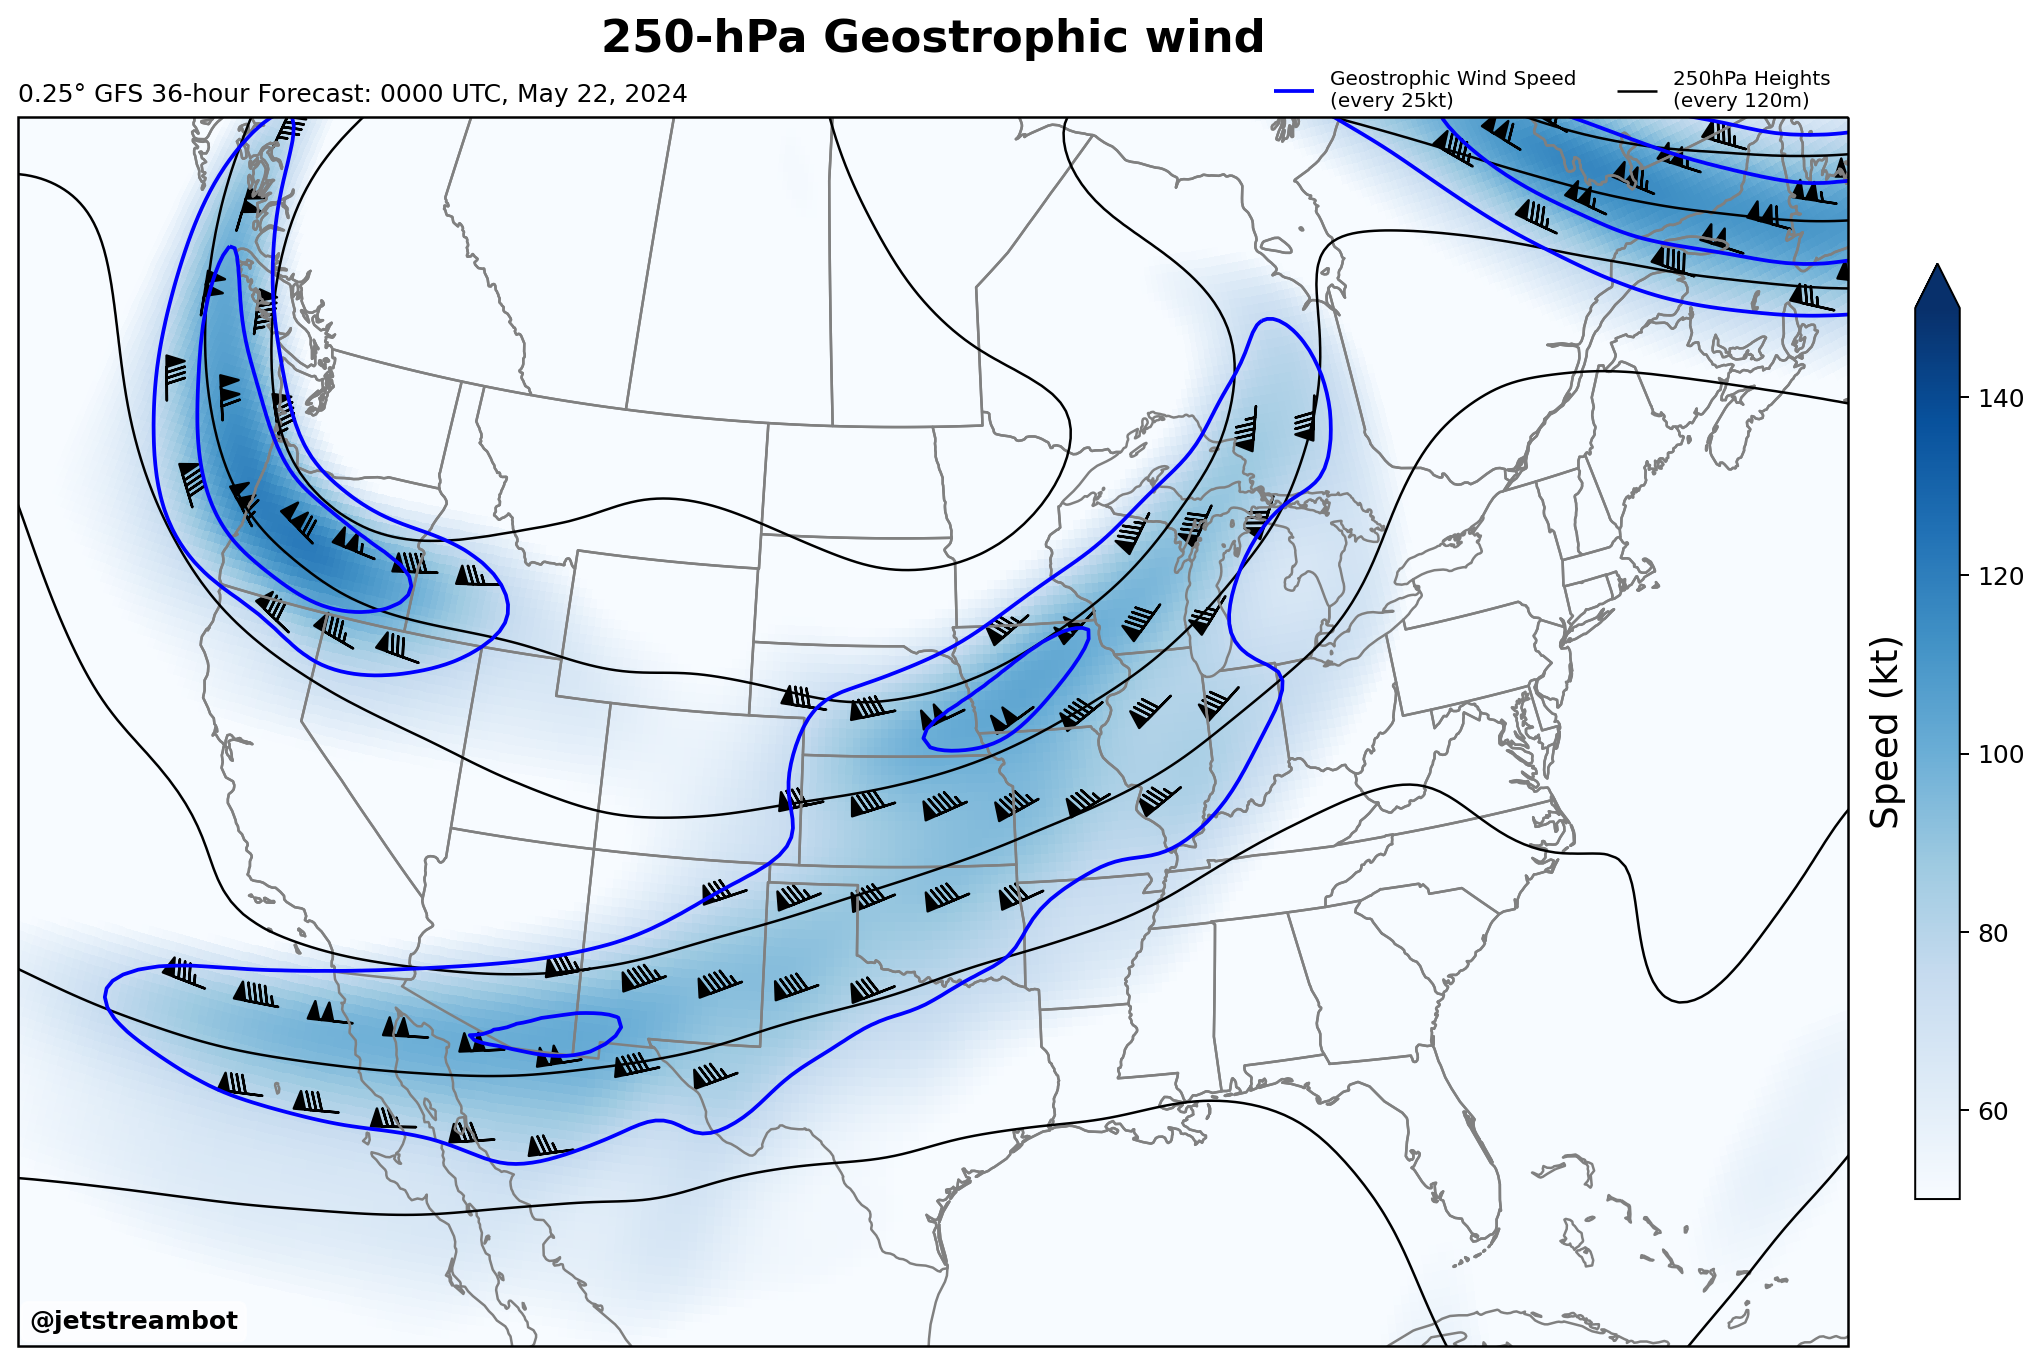 250-hPa Geostrophic wind
0.25° GFS 36-hour Forecast: 0000 UTC, May 22, 2024
Geostrophic Wind Speed
(every 25kt)
250hPa Heights
(every 120m)
140
120
100
80
60
Speed (kt)
@jetstreambot